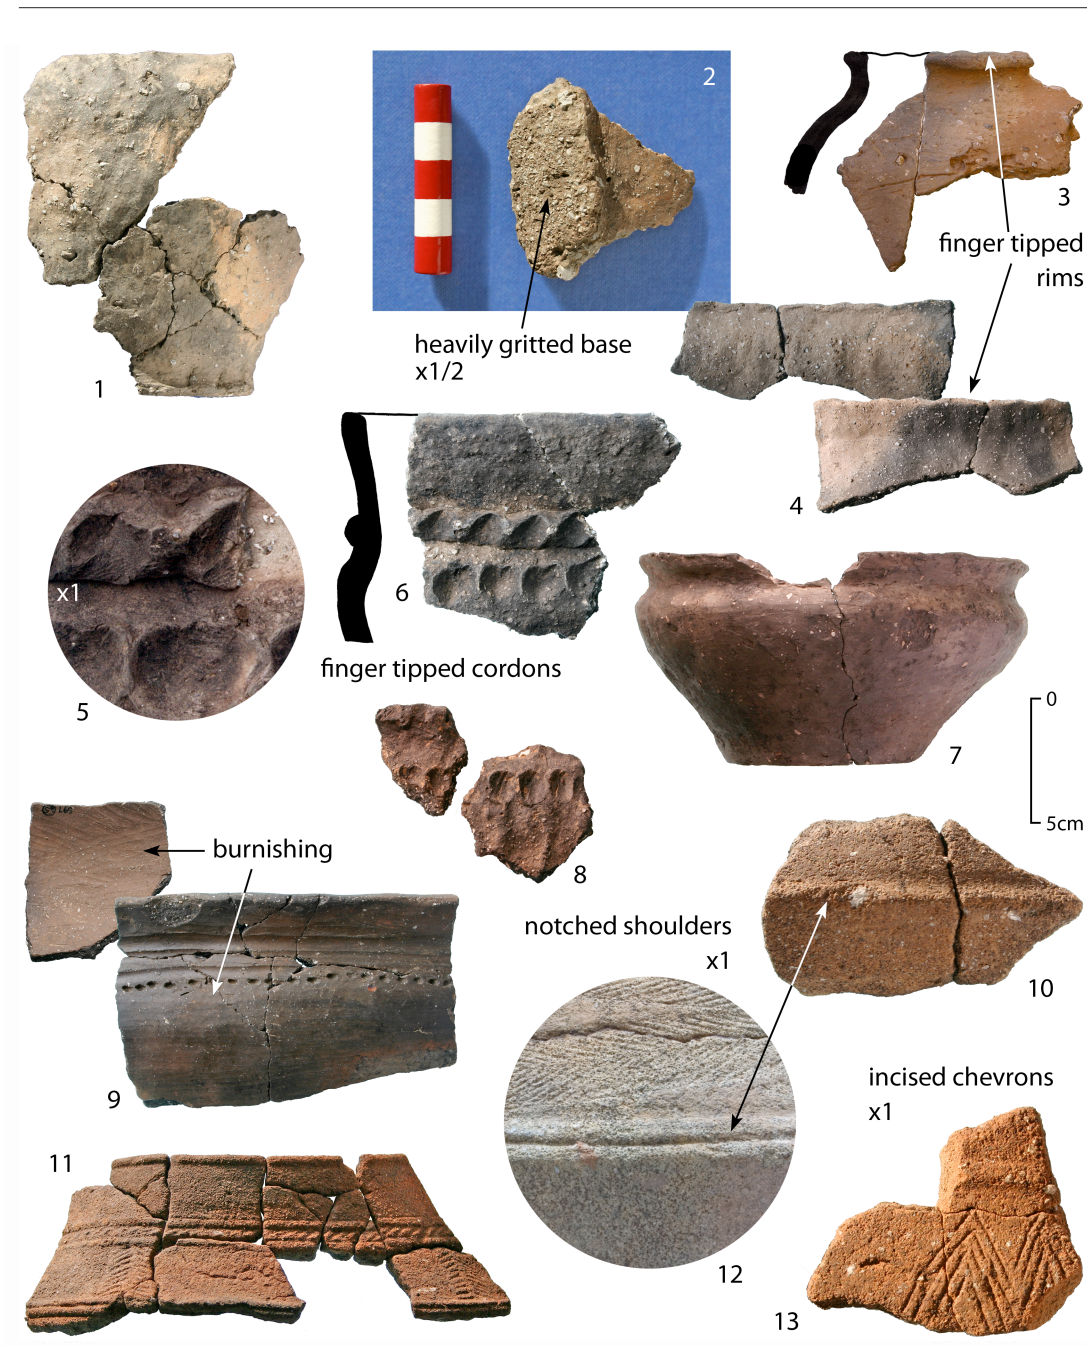 1
2
heavily gritted base
x1/2
3
finger tipped
rims
4
x1
5
6
finger tipped cordons
7
0
5cm
8
burnishing
9
notched shoulders
x1
10
11
12
incised chevrons
x1
13